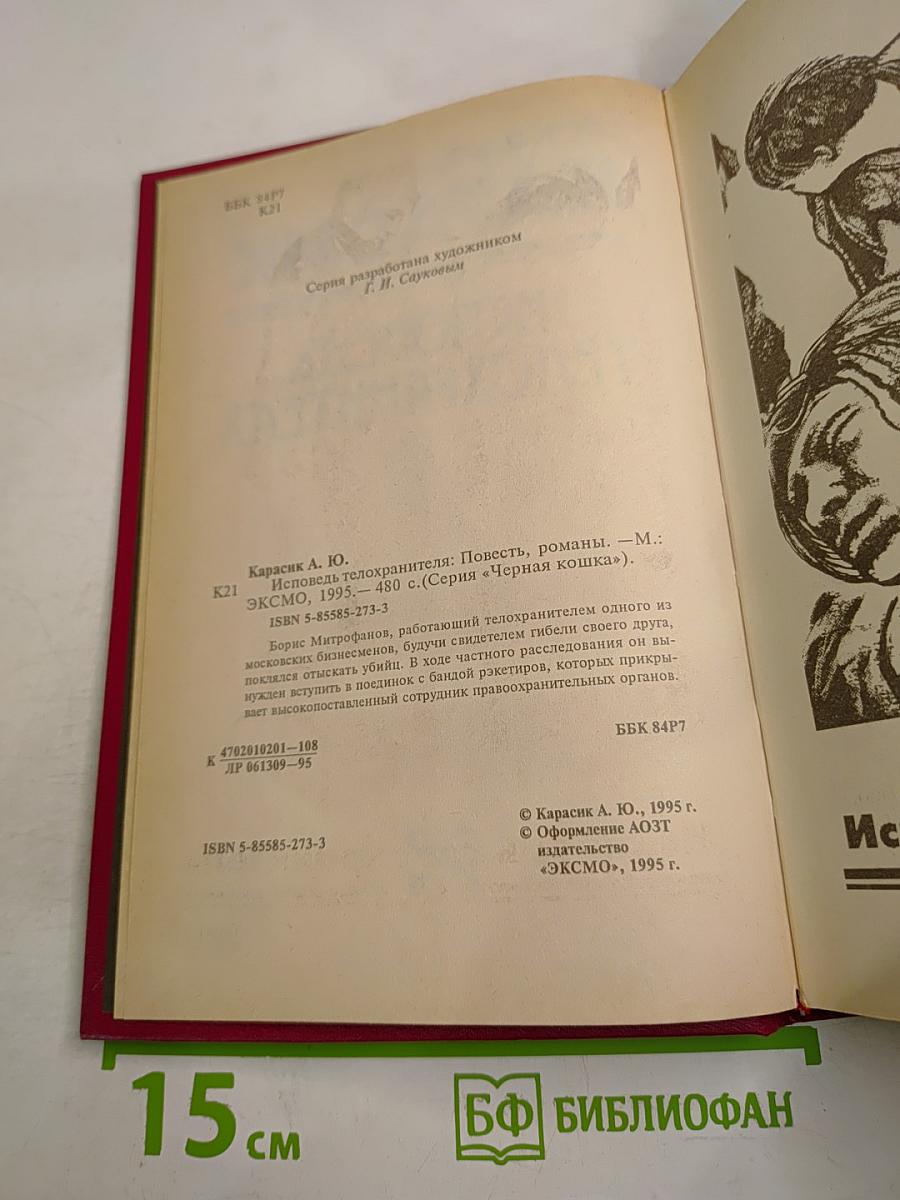 ББК 84Р7
К21
Серия разработана художником
Г. И. Сауковым
Карасик А. Ю.
К21 Исповедь телохранителя: Повесть, романы. —М.:
ЭКСМО, 1995.— 480 с.(Серия «Черная кошка»).
ISBN 5-85585-273-3
Борис Митрофанов, работающий телохранителем одного из
московских бизнесменов, будучи свидетелем гибели своего друга,
поклялся отыскать убийц. В ходе частного расследования он вы-
нужден вступить в поединок с бандой рэкетиров, которых прикры-
вает высокопоставленный сотрудник правоохранительных органов.
К 4702010201—108
ЛР 061309—95
ББК 84Р7
ISBN 5-85585-273-3
© Карасик А. Ю., 1995 г.
© Оформление АОЗТ
издательство
«ЭКСМО», 1995 г.
Ис
15 см
БФ БИБЛИОФАН